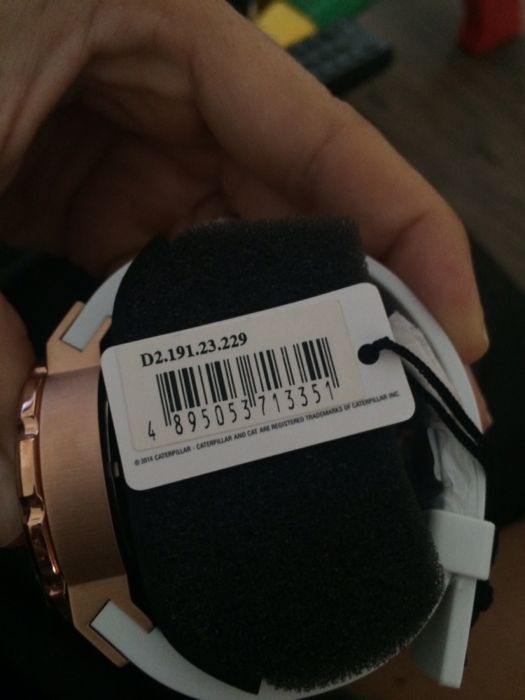 D2.191.23.229
4 895053 713351
© 2014 CATERPILLAR - CATERPILLAR AND CAT ARE REGISTERED TRADEMARKS OF CATERPILLAR INC.